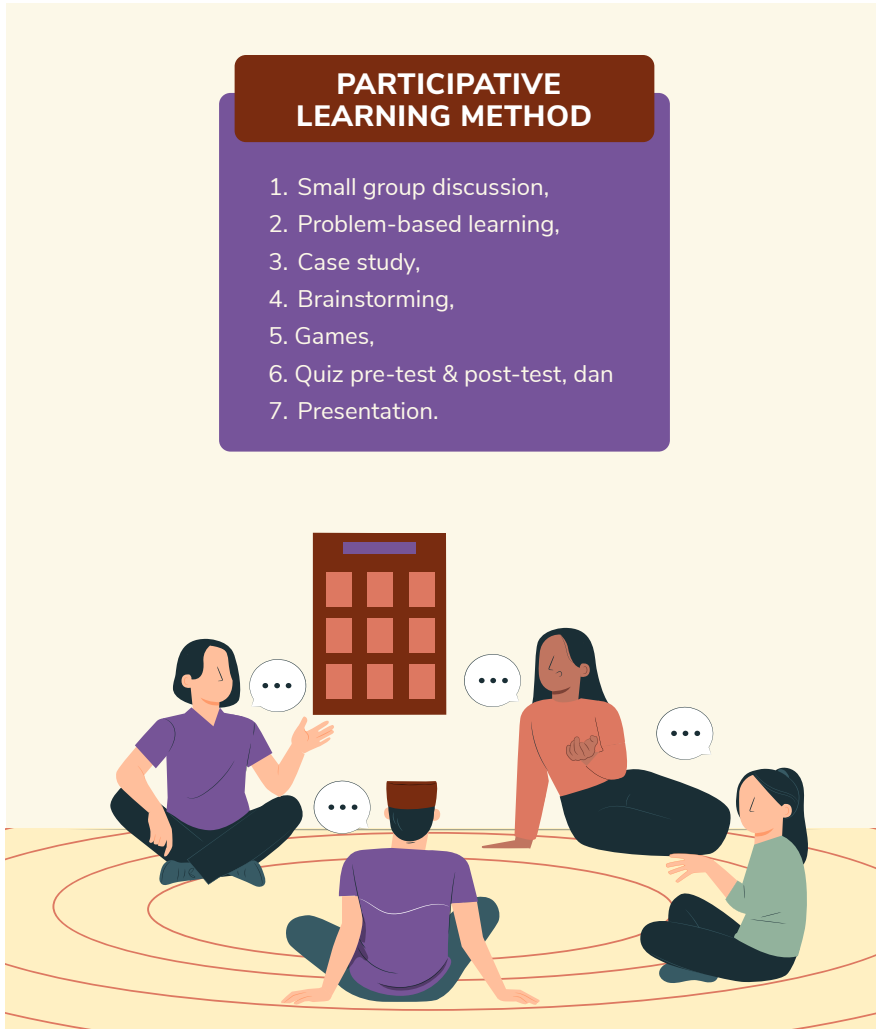 PARTICIPATIVE
LEARNING METHOD
1. Small group discussion,
2. Problem-based learning,
3. Case study,
4. Brainstorming,
5. Games,
6. Quiz pre-test & post-test, dan
7. Presentation.